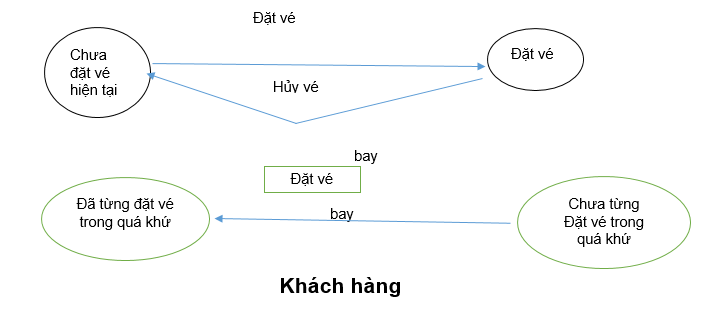 Đặt vé
Chưa
đặt vé
hiện tại
Đặt vé
Hủy vé
bay
Đặt vé
Đã từng đặt vé
trong quá khứ
bay
Chưa từng
Đặt vé trong
quá khứ
Khách hàng